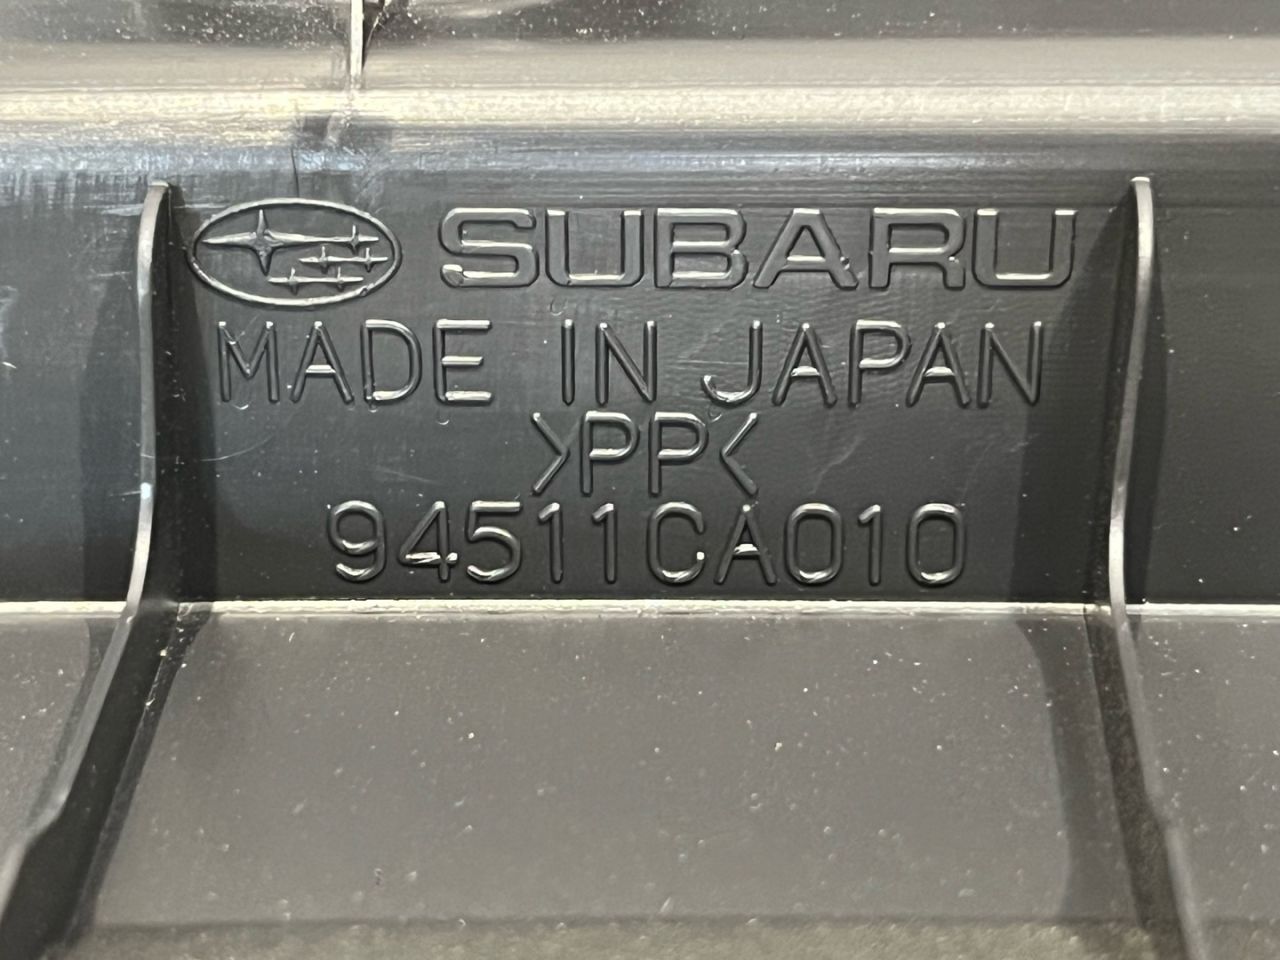 SUBARU
MADE IN JAPAN
>PP<
94511CA010